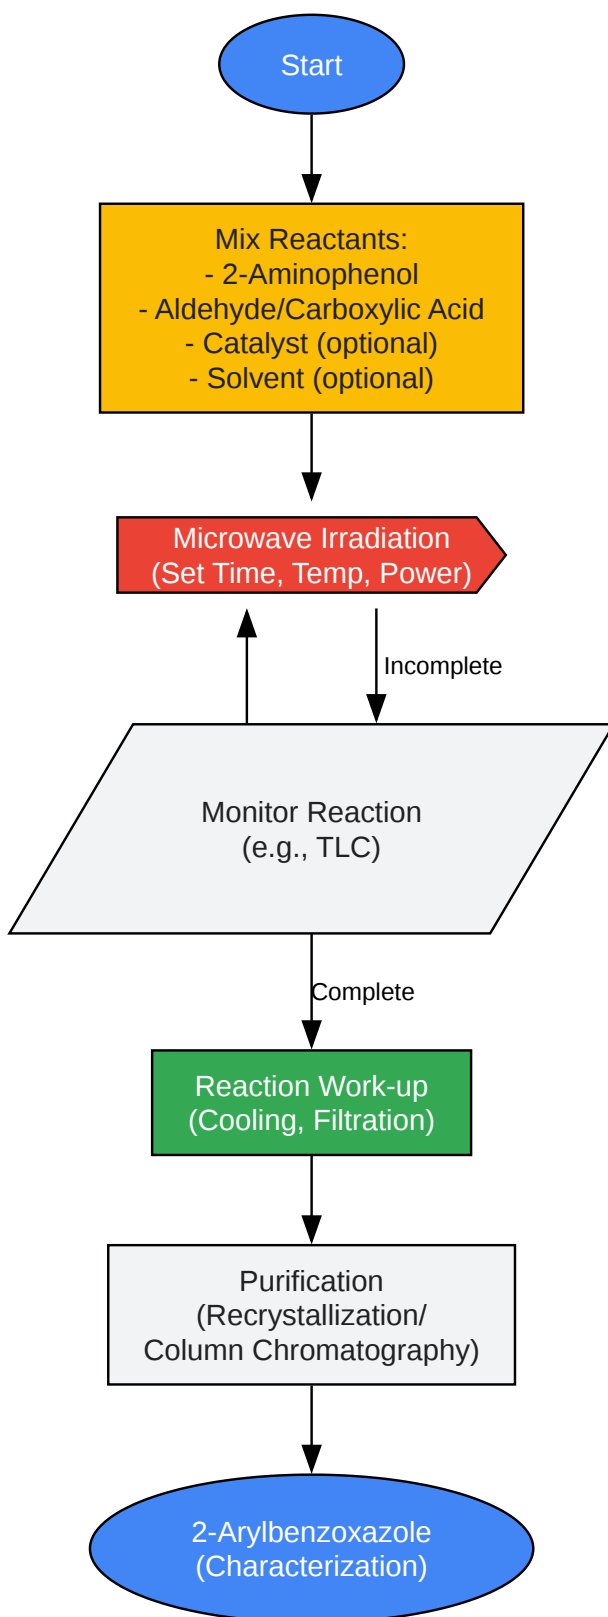 Start
Mix Reactants:
- 2-Aminophenol
- Aldehyde/Carboxylic Acid
- Catalyst (optional)
- Solvent (optional)
Microwave Irradiation
(Set Time, Temp, Power)
Incomplete
Monitor Reaction
(e.g., TLC)
Complete
Reaction Work-up
(Cooling, Filtration)
Purification
(Recrystallization/
Column Chromatography)
2-Arylbenzoxazole
(Characterization)